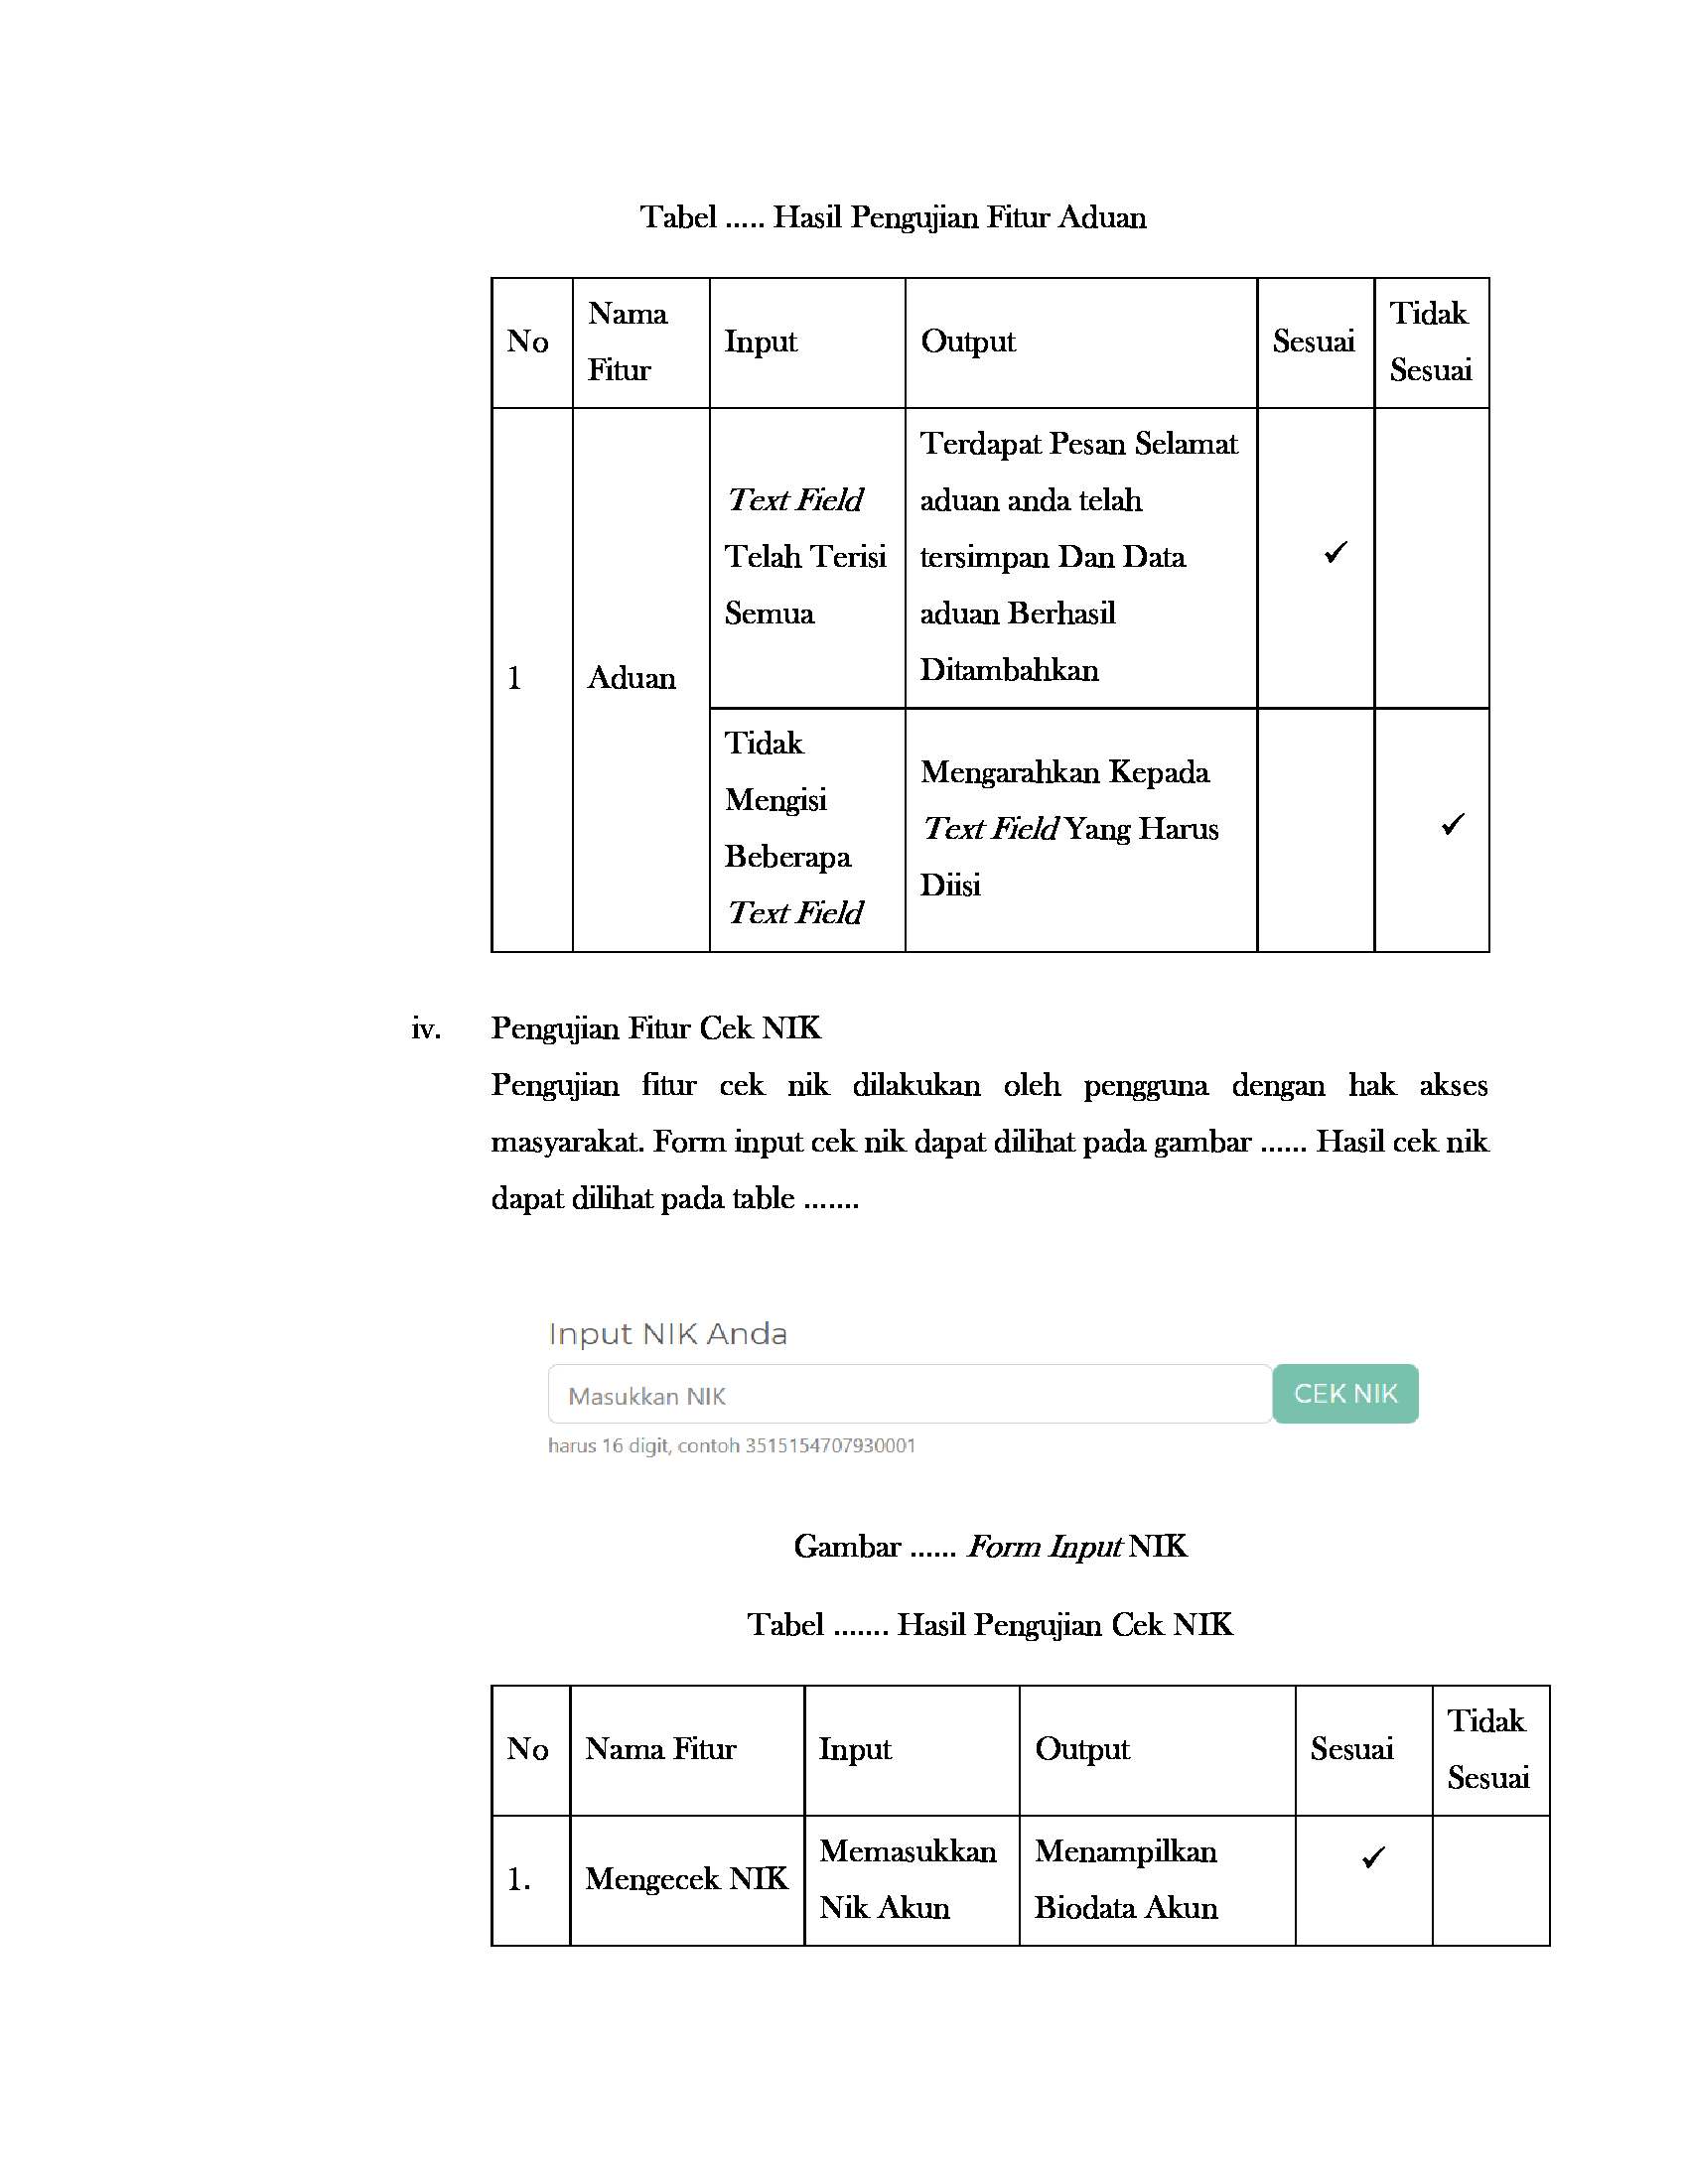 Tabel ..... Hasil Pengujian Fitur Aduan
No
Nama
Fitur
Input
Output
Sesuai
Tidak
Sesuai
1
Aduan
Text Field
Telah Terisi
Semua
Terdapat Pesan Selamat
aduan anda telah
tersimpan Dan Data
aduan Berhasil
Ditambahkan
✓
Tidak
Mengisi
Beberapa
Text Field
Mengarahkan Kepada
Text Field Yang Harus
Diisi
✓
iv. Pengujian Fitur Cek NIK
Pengujian fitur cek nik dilakukan oleh pengguna dengan hak akses
masyarakat. Form input cek nik dapat dilihat pada gambar ...... Hasil cek nik
dapat dilihat pada table .......
Input NIK Anda
Masukkan NIK
CEK NIK
harus 16 digit, contoh 3515154707930001
Gambar ...... Form Input NIK
Tabel ....... Hasil Pengujian Cek NIK
No
Nama Fitur
Input
Output
Sesuai
Tidak
Sesuai
1.
Mengecek NIK
Memasukkan
Nik Akun
Menampilkan
Biodata Akun
✓